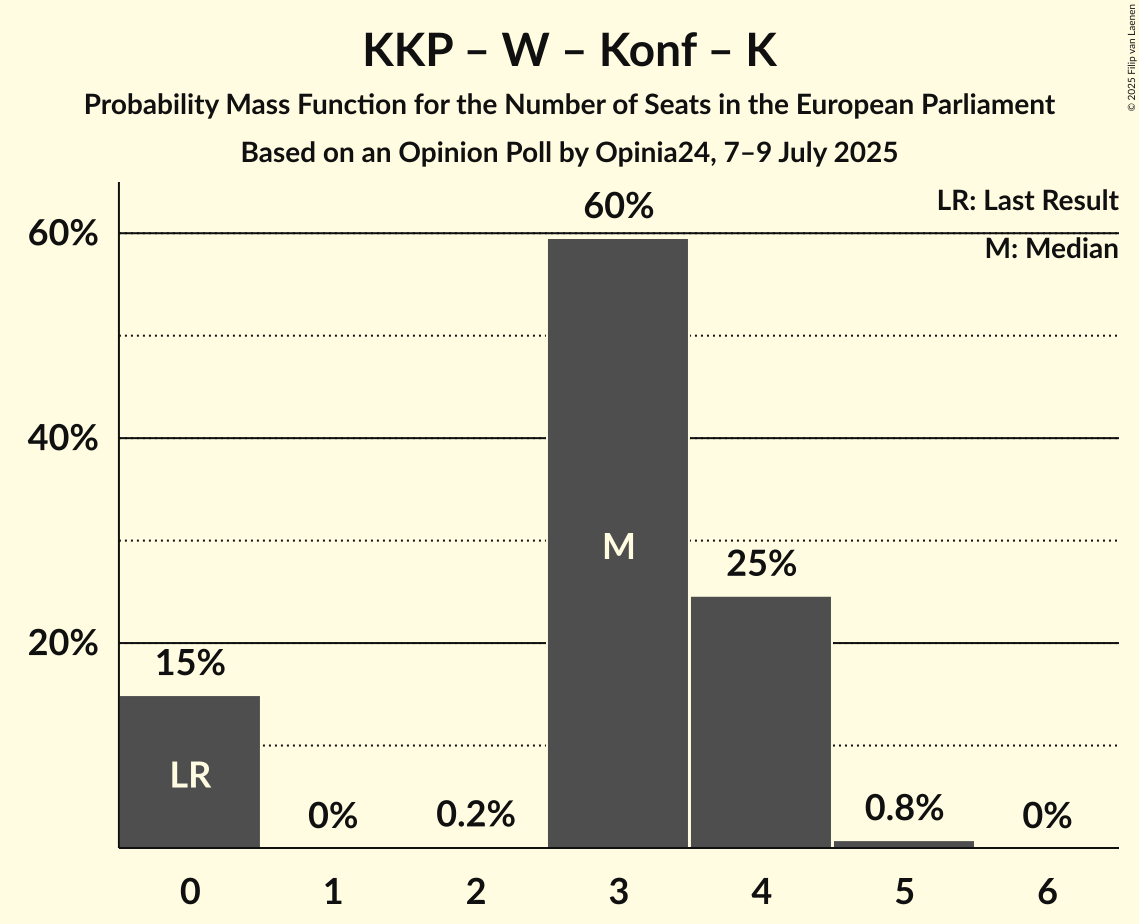 KKP – W – Konf – K
Probability Mass Function for the Number of Seats in the European Parliament
Based on an Opinion Poll by Opinia24, 7–9 July 2025
© 2025 Filip van Laenen
LR: Last Result
M: Median
60%
40%
20%
15%
0%
0.2%
60%
25%
0.8%
0%
LR
M
0 1 2 3 4 5 6